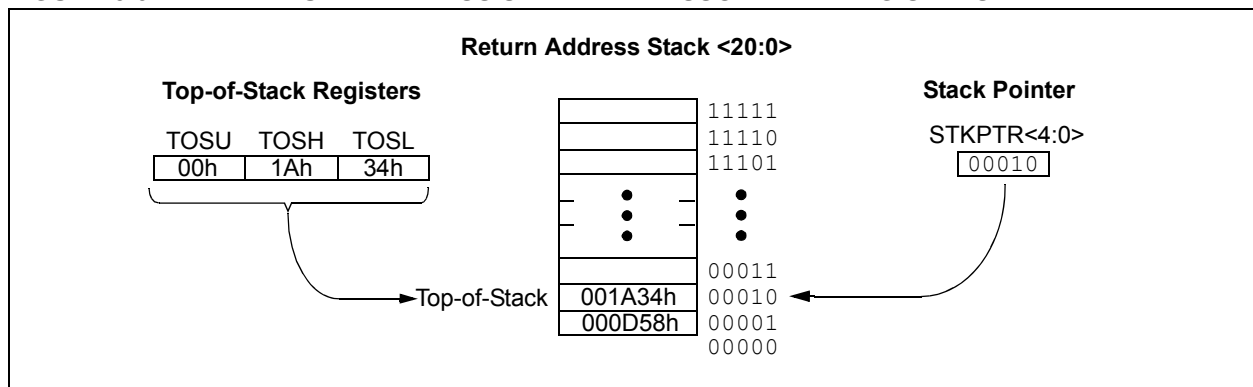 Return Address Stack <20:0>
Top-of-Stack Registers
Stack Pointer
TOSU TOSH TOSL
STKPTR<4:0>
00h 1Ah 34h
00010
11111
11110
11101
00011
Top-of-Stack 001A34h 00010
000D58h 00001
00000